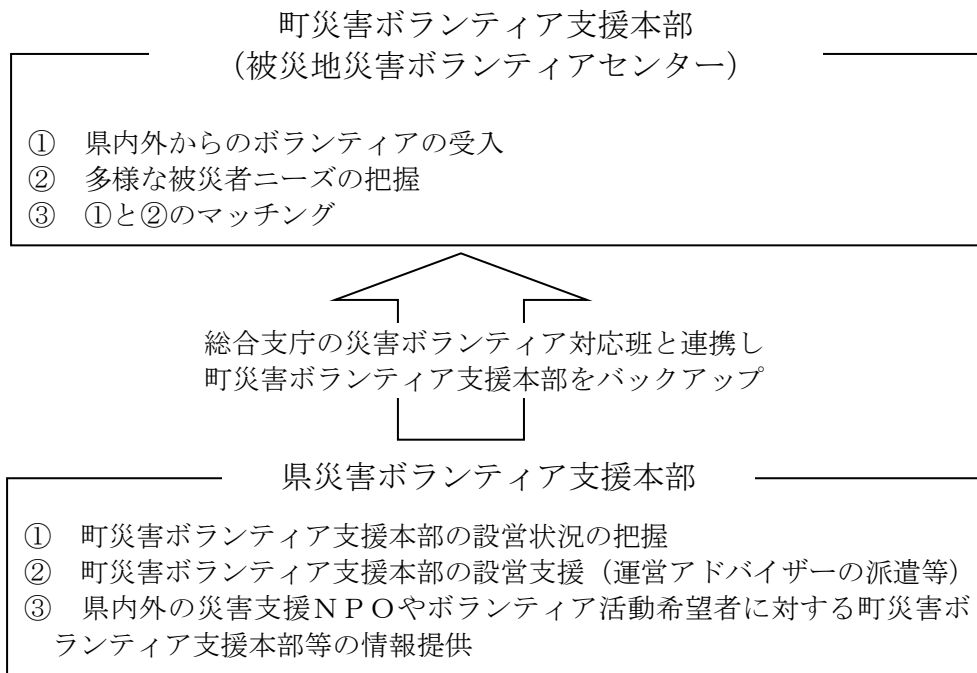 町災害ボランティア支援本部
（被災地災害ボランティアセンター）
①　県内外からのボランティアの受入
②　多様な被災者ニーズの把握
③　①と②のマッチング
総合支庁の災害ボランティア対応班と連携し
町災害ボランティア支援本部をバックアップ
県災害ボランティア支援本部
①　町災害ボランティア支援本部の設営状況の把握
②　町災害ボランティア支援本部の設営支援（運営アドバイザーの派遣等）
③　県内外の災害支援ＮＰＯやボランティア活動希望者に対する町災害ボ
ランティア支援本部等の情報提供